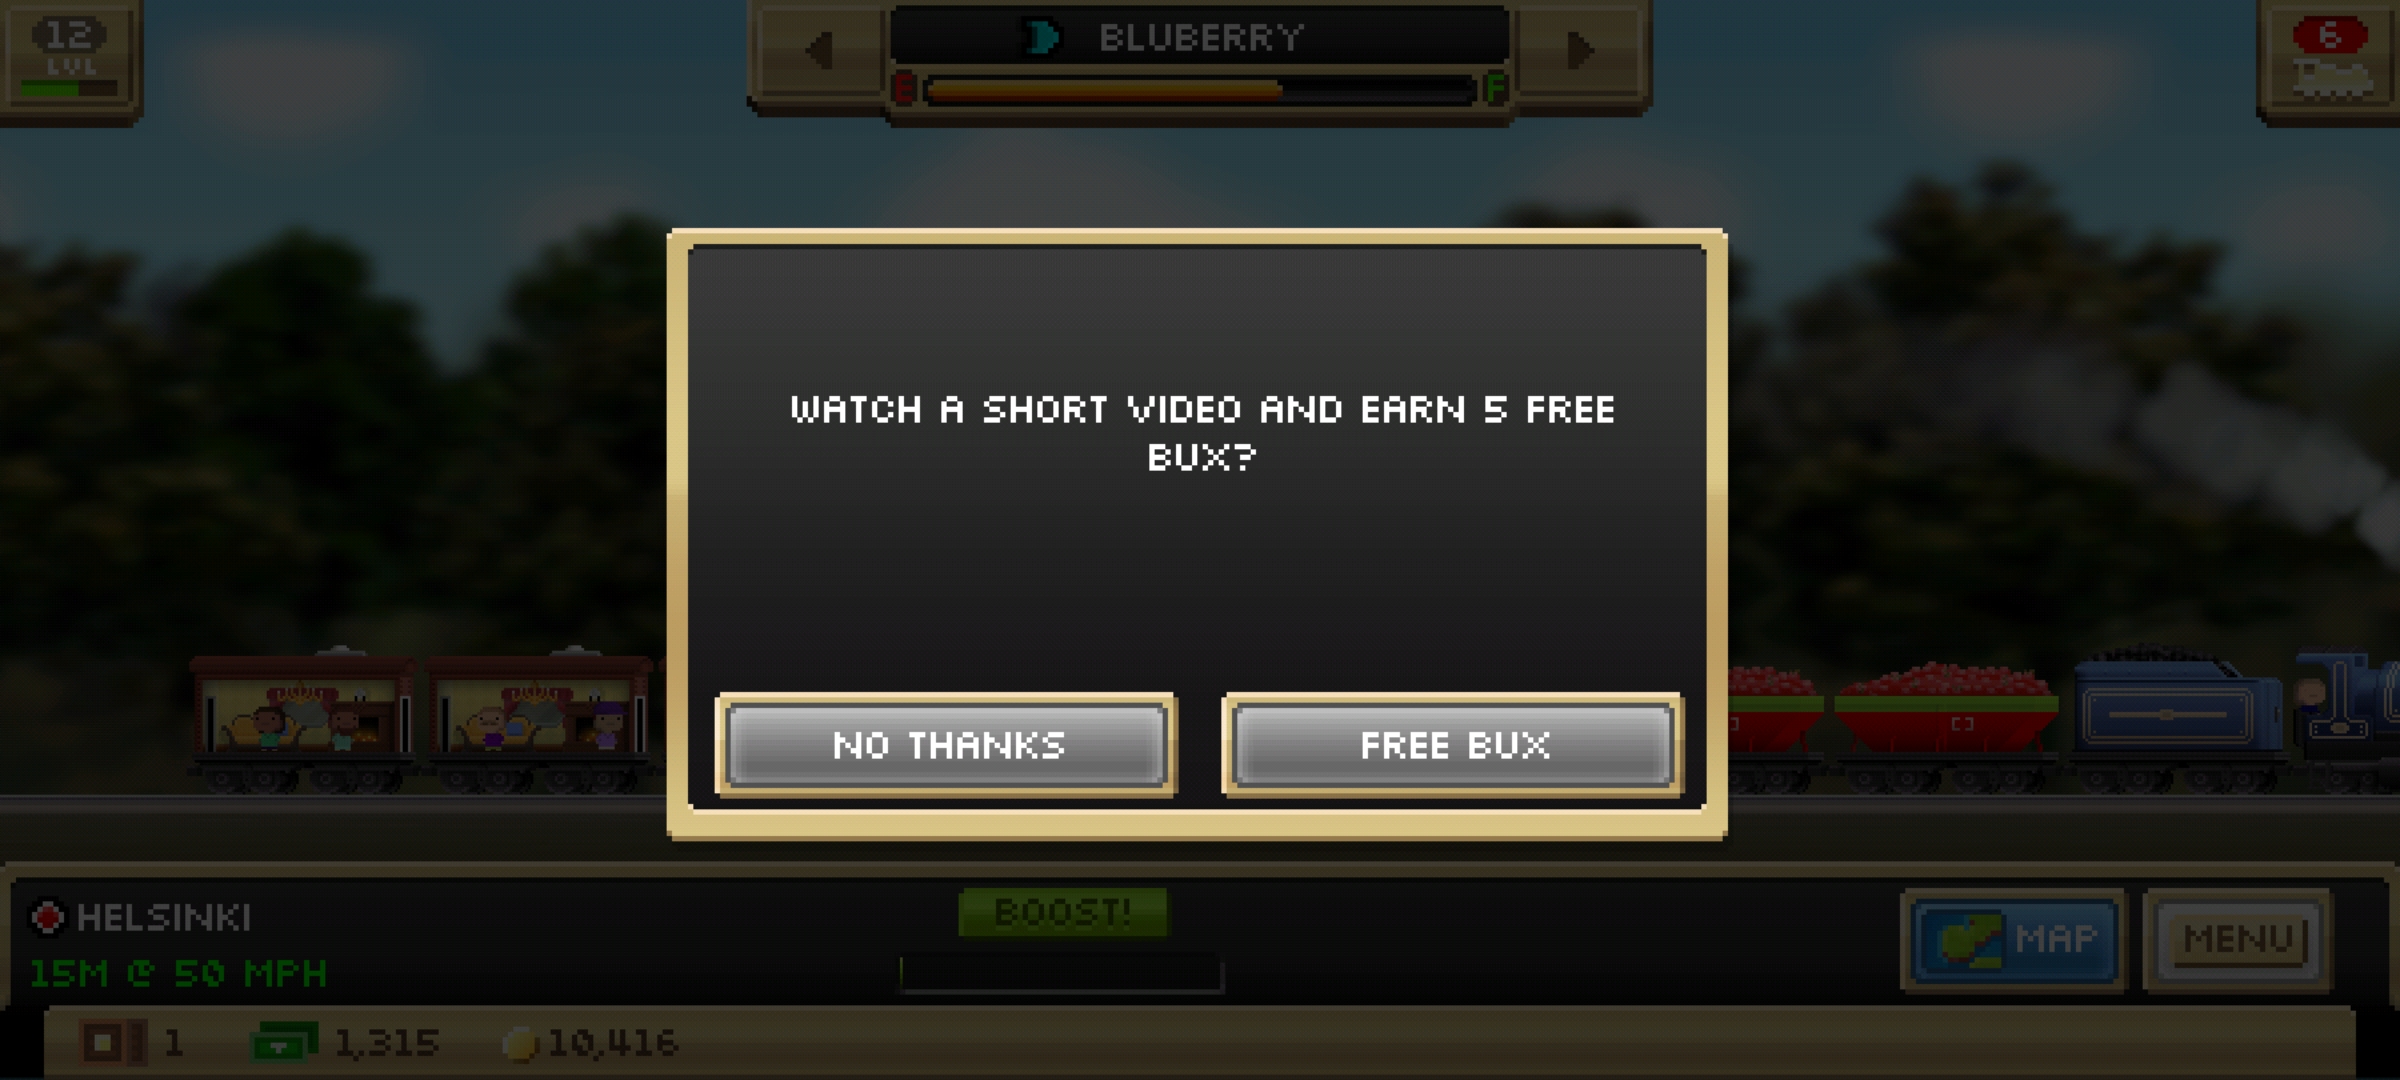 12
LVL
BLUBERRY
E
F
6
WATCH A SHORT VIDEO AND EARN 5 FREE
BUX?
NO THANKS
FREE BUX
HELSINKI
15M @ 50 MPH
BOOST!
MAP
MENU
1
1,315
10,416